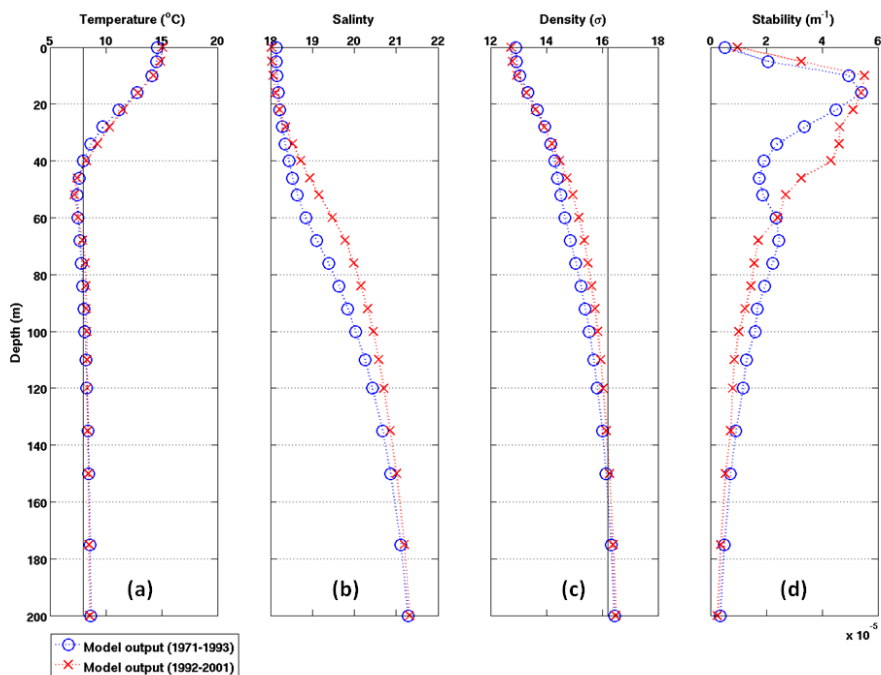 Temperature (°C)
Salinty
Density (σ)
Stability (m⁻¹)
5 10 15 20
18 19 20 21 22
12 14 16 18
0 2 4 6
0
20
40
60
80
100
120
140
160
180
200
Depth (m)
(a)
(b)
(c)
(d)
x 10⁻⁵
Model output (1971-1993)
Model output (1992-2001)